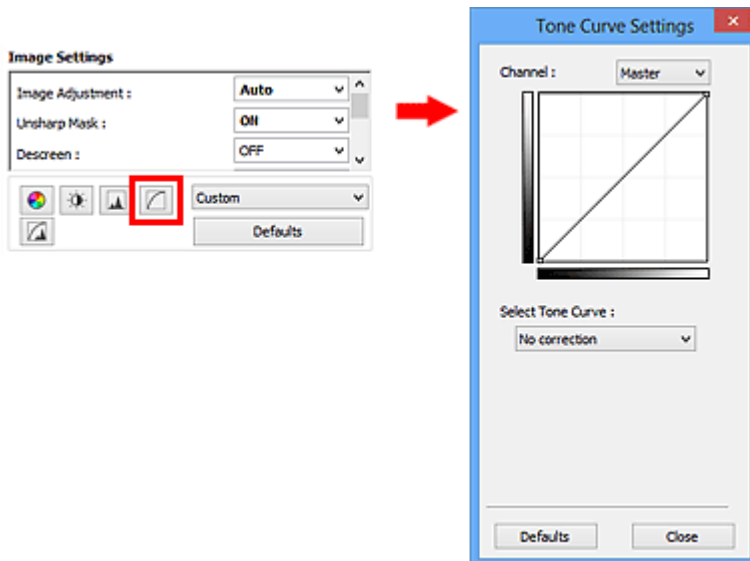 Image Settings
Image Adjustment : Auto
Unsharp Mask : ON
Descreen : OFF
Custom
Defaults
Tone Curve Settings
Channel : Master
Select Tone Curve :
No correction
Defaults Close